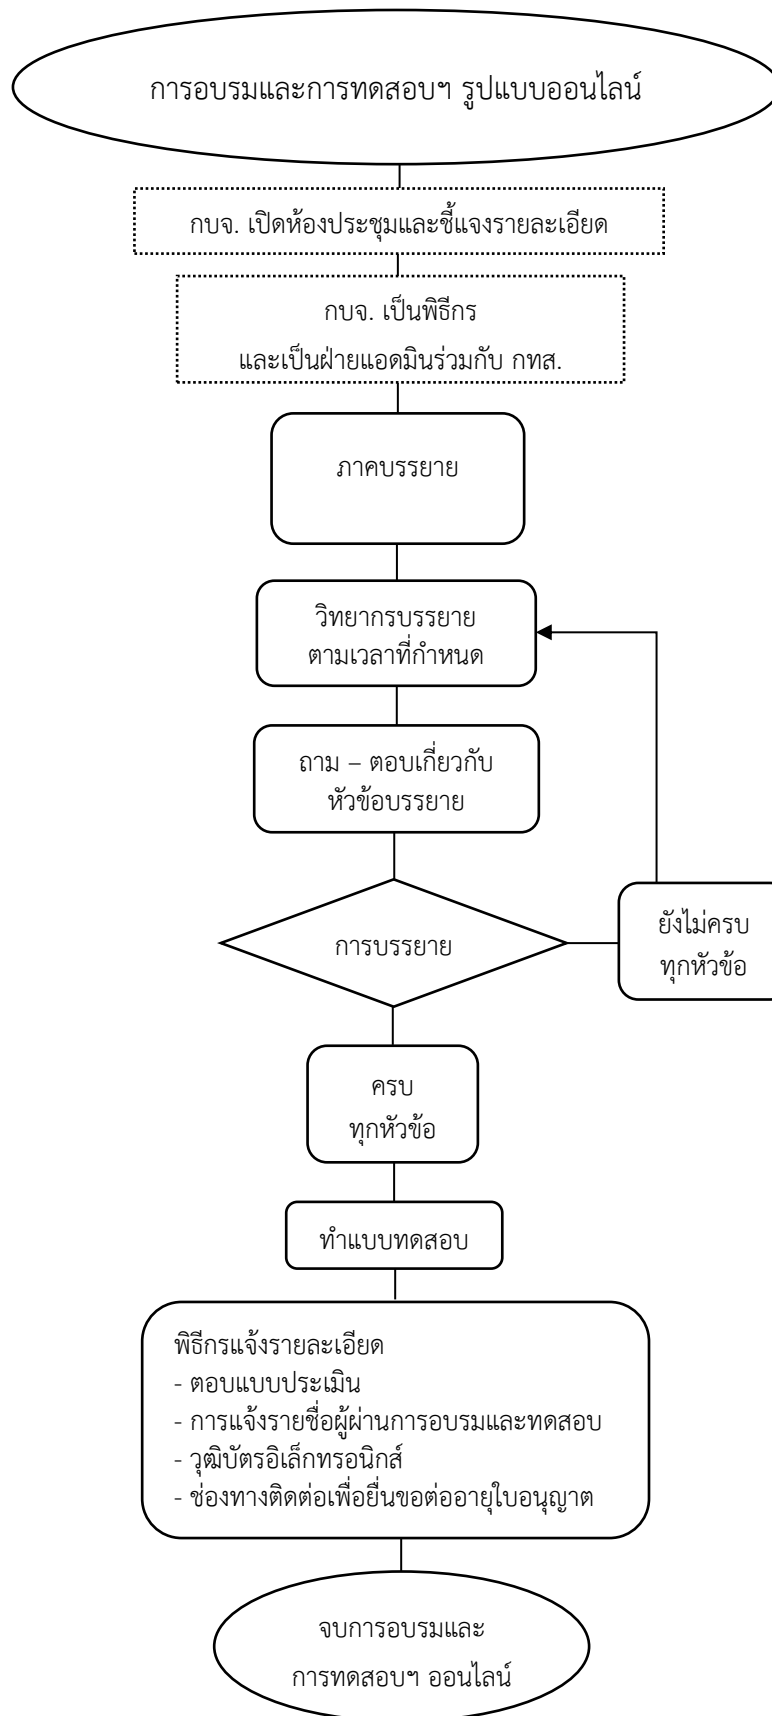 การอบรมและการทดสอบฯ รูปแบบออนไลน์
กบจ. เปิดห้องประชุมและชี้แจงรายละเอียด
กบจ. เป็นพิธีกร
และเป็นฝ่ายแอดมินร่วมกับ กทส.
ภาคบรรยาย
วิทยากรบรรยาย
ตามเวลาที่กำหนด
ถาม – ตอบเกี่ยวกับ
หัวข้อบรรยาย
การบรรยาย
ยังไม่ครบ
ทุกหัวข้อ
ครบ
ทุกหัวข้อ
ทำแบบทดสอบ
พิธีกรแจ้งรายละเอียด
- ตอบแบบประเมิน
- การแจ้งรายชื่อผู้ผ่านการอบรมและทดสอบ
- วุฒิบัตรอิเล็กทรอนิกส์
- ช่องทางติดต่อเพื่อยื่นขอต่ออายุใบอนุญาต
จบการอบรมและ
การทดสอบฯ ออนไลน์